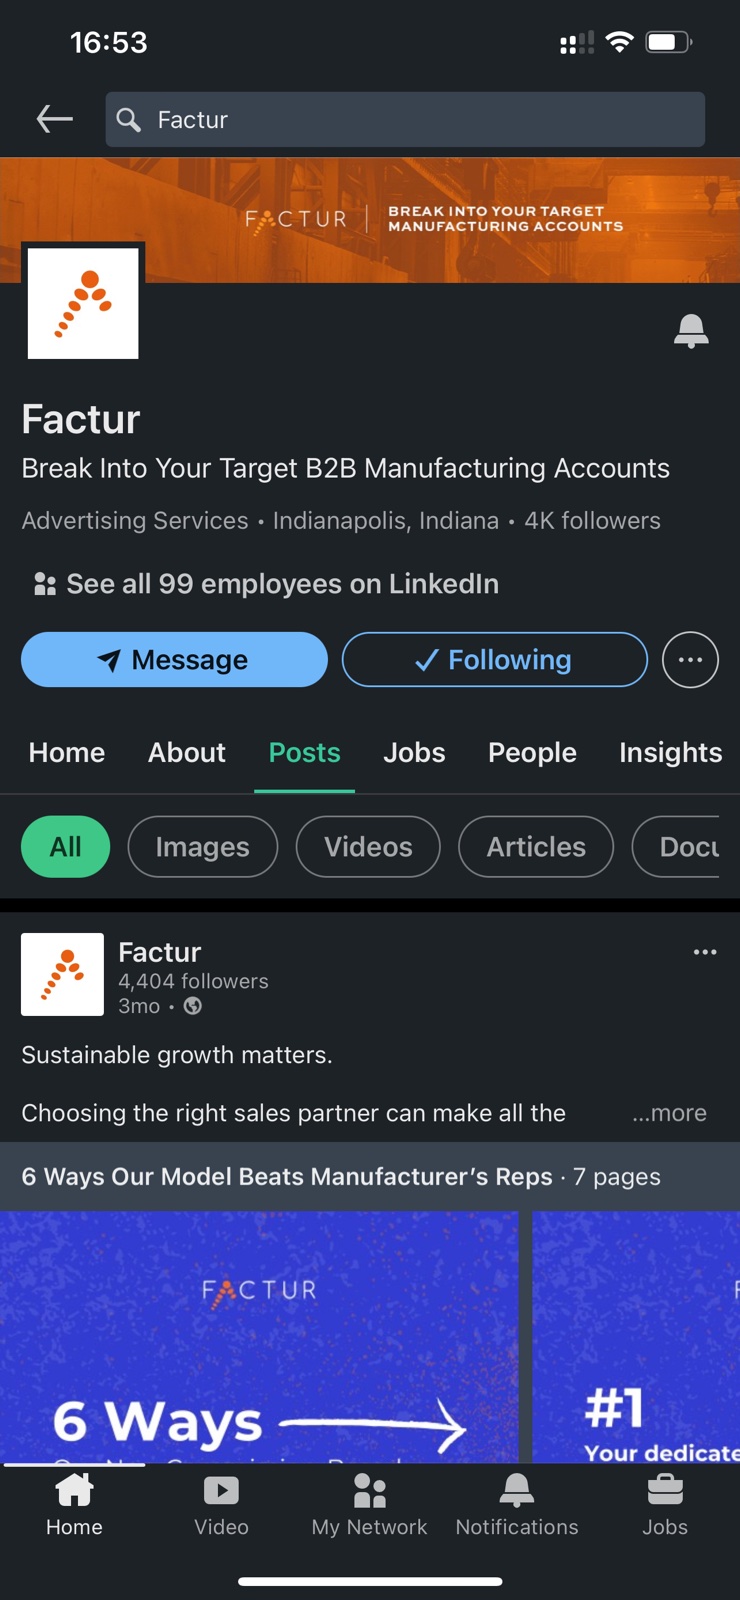 16:53
Factur
FACTUR | BREAK INTO YOUR TARGET
MANUFACTURING ACCOUNTS
Factur
Break Into Your Target B2B Manufacturing Accounts
Advertising Services • Indianapolis, Indiana • 4K followers
See all 99 employees on LinkedIn
Message
Following
Home About Posts Jobs People Insights
All Images Videos Articles Docu
Factur
4,404 followers
3mo •
Sustainable growth matters.
Choosing the right sales partner can make all the ...more
6 Ways Our Model Beats Manufacturer’s Reps · 7 pages
FACTUR
6 Ways
#1
Your dedicate
Home Video My Network Notifications Jobs